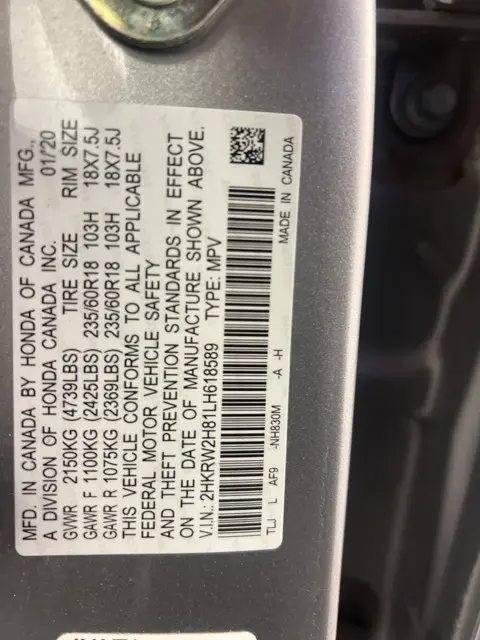 MFD. IN CANADA BY HONDA OF CANADA MFG.,
A DIVISION OF HONDA CANADA INC. 01/20
GVWR 2150KG (4739LBS) TIRE SIZE RIM SIZE
GAWR F 1100KG (2425LBS) 235/60R18 103H 18X7.5J
GAWR R 1075KG (2369LBS) 235/60R18 103H 18X7.5J
THIS VEHICLE CONFORMS TO ALL APPLICABLE
FEDERAL MOTOR VEHICLE SAFETY
AND THEFT PREVENTION STANDARDS IN EFFECT
ON THE DATE OF MANUFACTURE SHOWN ABOVE.
V.I.N.: 2HKRW2H81LH618589 TYPE: MPV
TLJ L AF9 -NH830M -A -H
MADE IN CANADA